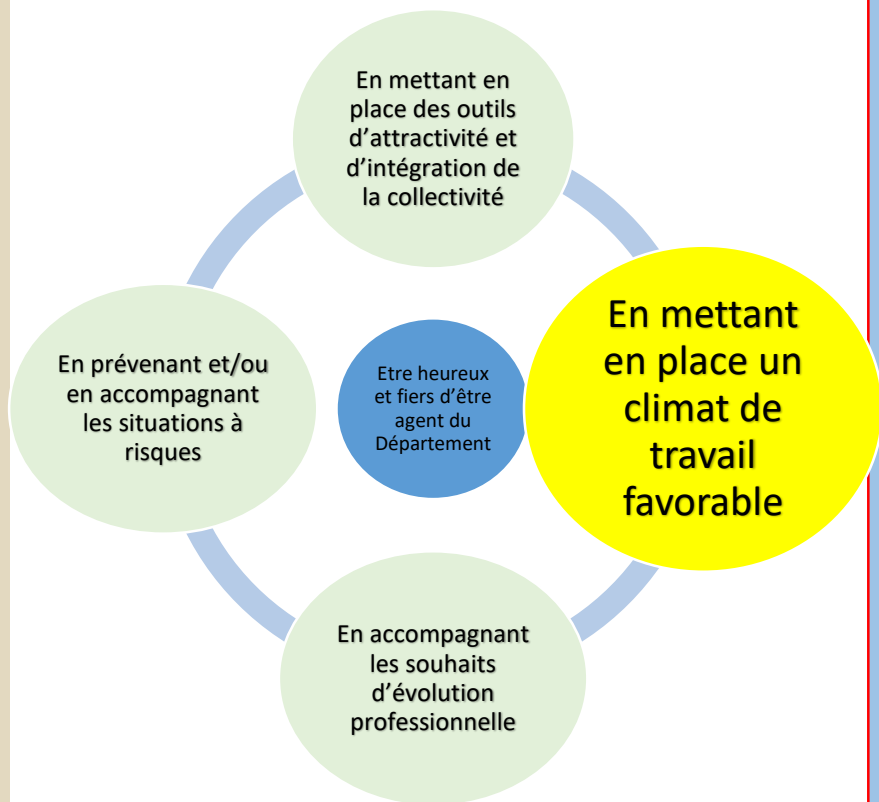 En mettant en
place des outils
d’attractivité et
d’intégration de
la collectivité
En mettant
en place un
climat de
travail
favorable
En prévenant et/ou
en accompagnant
les situations à
risques
Etre heureux
et fiers d’être
agent du
Département
En accompagnant
les souhaits
d’évolution
professionnelle